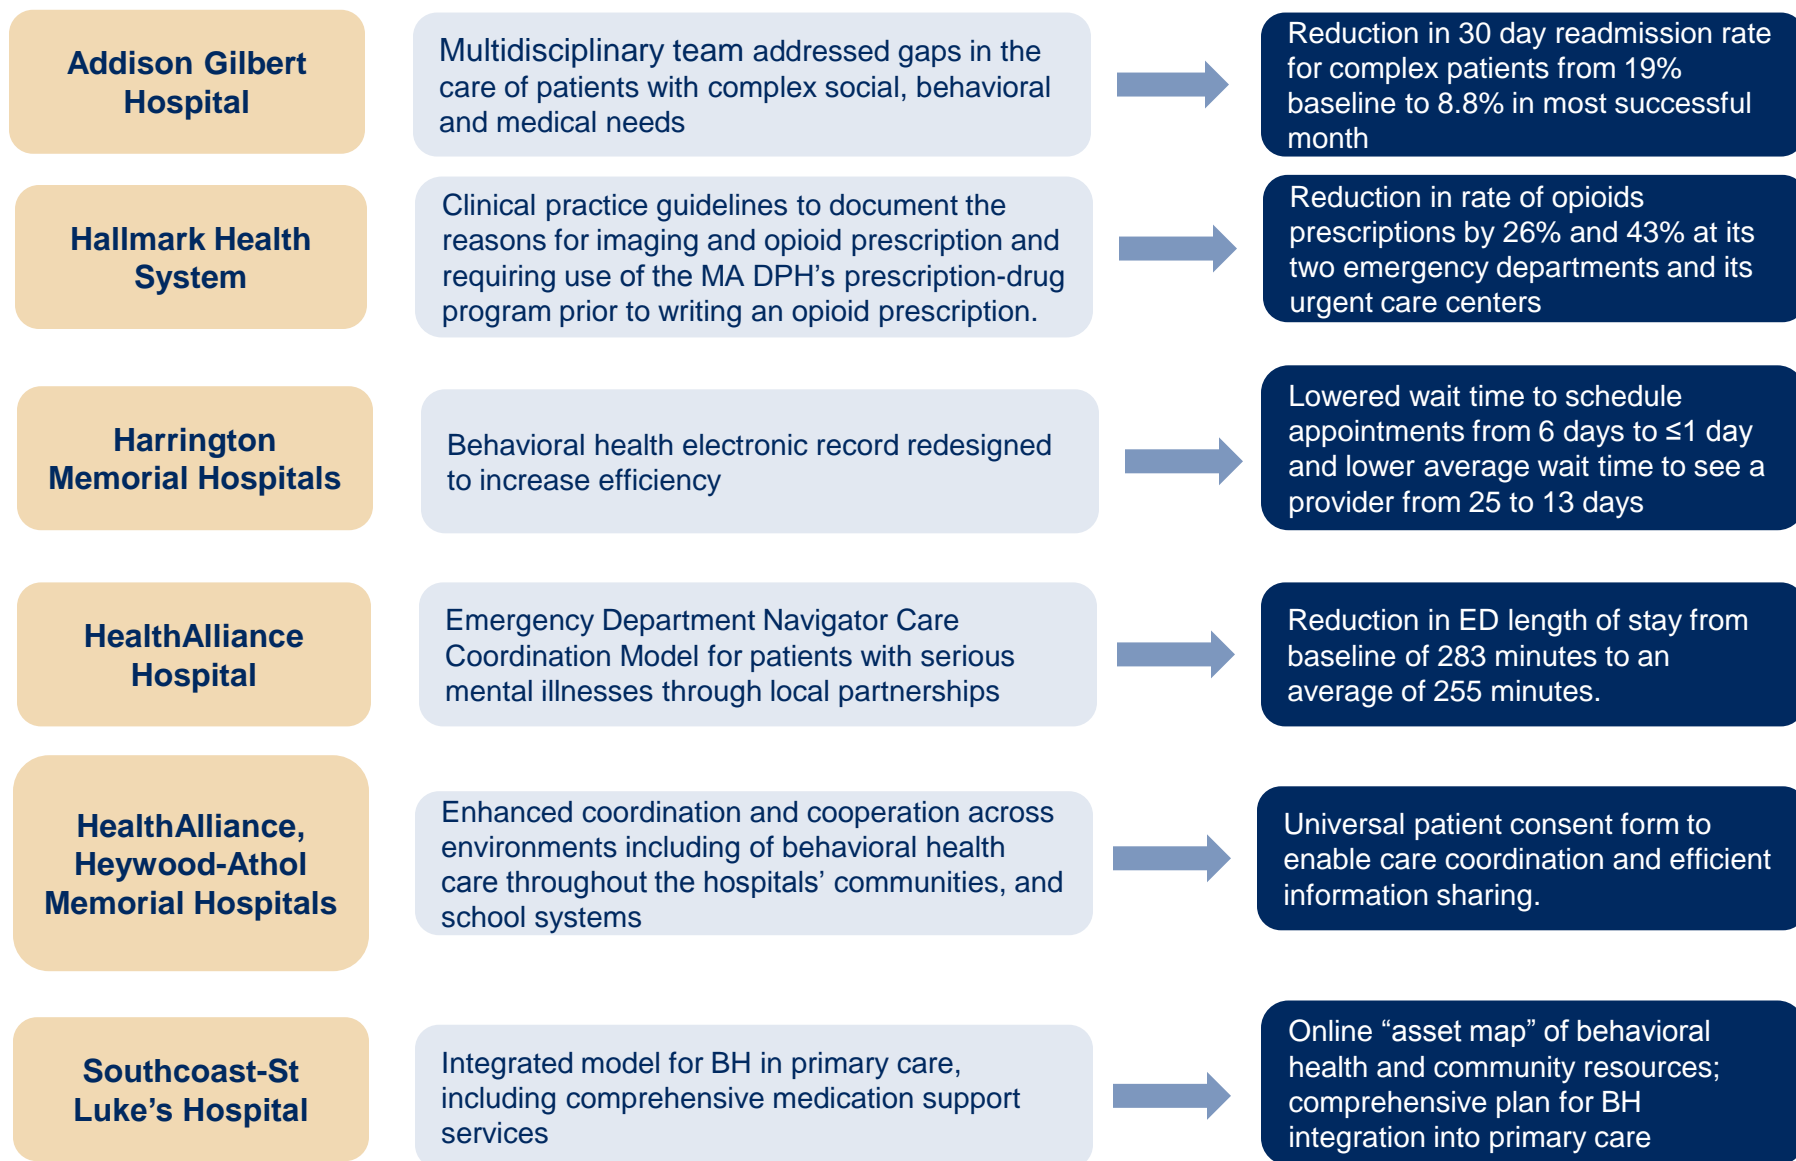 Addison Gilbert
Hospital
Multidisciplinary team addressed gaps in the
care of patients with complex social, behavioral
and medical needs
Reduction in 30 day readmission rate
for complex patients from 19%
baseline to 8.8% in most successful
month
Hallmark Health
System
Clinical practice guidelines to document the
reasons for imaging and opioid prescription and
requiring use of the MA DPH’s prescription-drug
program prior to writing an opioid prescription.
Reduction in rate of opioids
prescriptions by 26% and 43% at its
two emergency departments and its
urgent care centers
Harrington
Memorial Hospitals
Behavioral health electronic record redesigned
to increase efficiency
Lowered wait time to schedule
appointments from 6 days to ≤1 day
and lower average wait time to see a
provider from 25 to 13 days
HealthAlliance
Hospital
Emergency Department Navigator Care
Coordination Model for patients with serious
mental illnesses through local partnerships
Reduction in ED length of stay from
baseline of 283 minutes to an
average of 255 minutes.
HealthAlliance,
Heywood-Athol
Memorial Hospitals
Enhanced coordination and cooperation across
environments including of behavioral health
care throughout the hospitals’ communities, and
school systems
Universal patient consent form to
enable care coordination and efficient
information sharing.
Southcoast-St
Luke’s Hospital
Integrated model for BH in primary care,
including comprehensive medication support
services
Online “asset map” of behavioral
health and community resources;
comprehensive plan for BH
integration into primary care